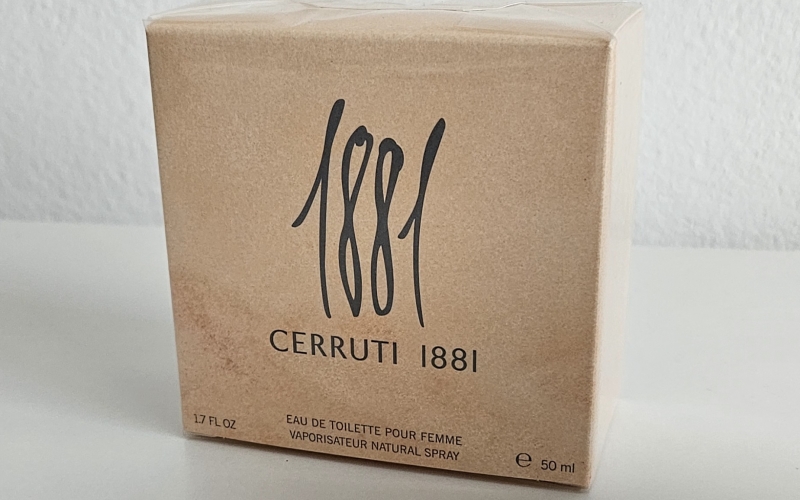 1881
CERRUTI 1881
1.7 FL OZ
EAU DE TOILETTE POUR FEMME
VAPORISATEUR NATURAL SPRAY
℮ 50 ml